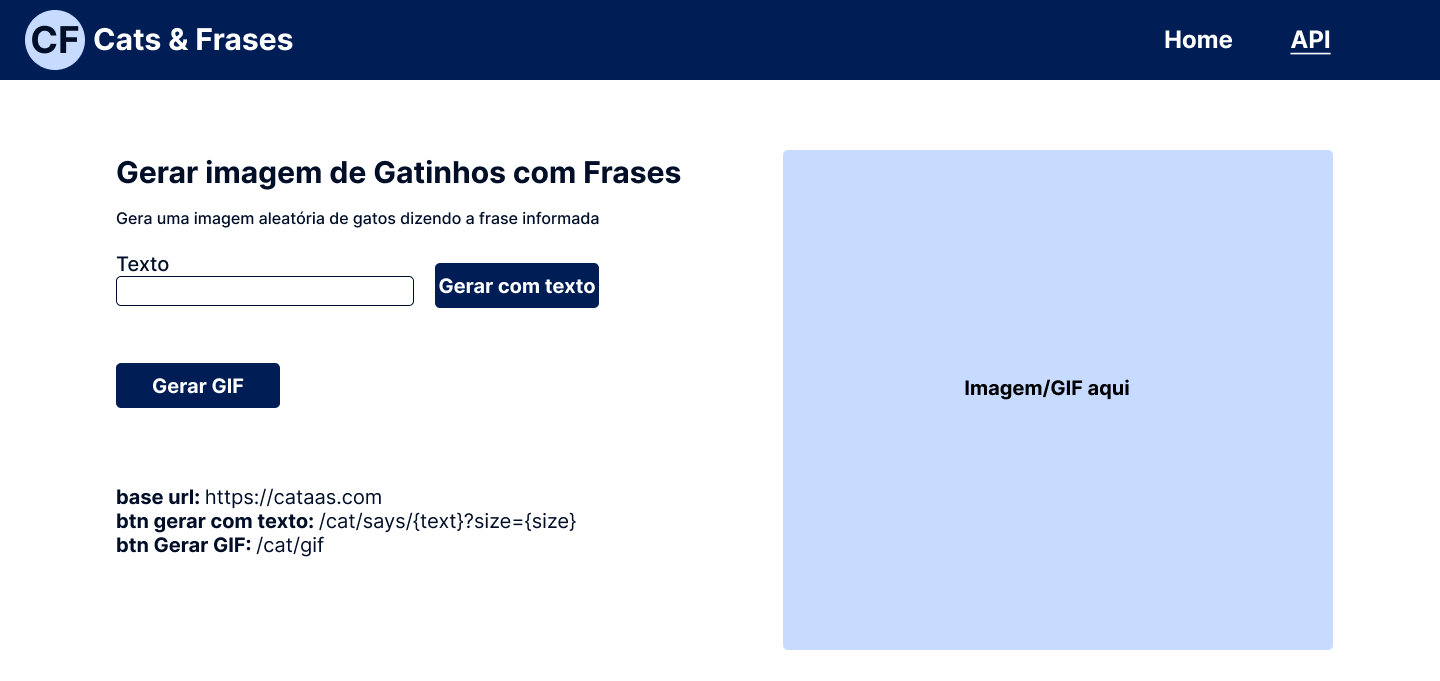 CF Cats & Frases
Home
API
Gerar imagem de Gatinhos com Frases
Gera uma imagem aleatória de gatos dizendo a frase informada
Texto
Gerar com texto
Gerar GIF
base url: https://cataas.com
btn gerar com texto: /cat/says/{text}?size={size}
btn Gerar GIF: /cat/gif
Imagem/GIF aqui